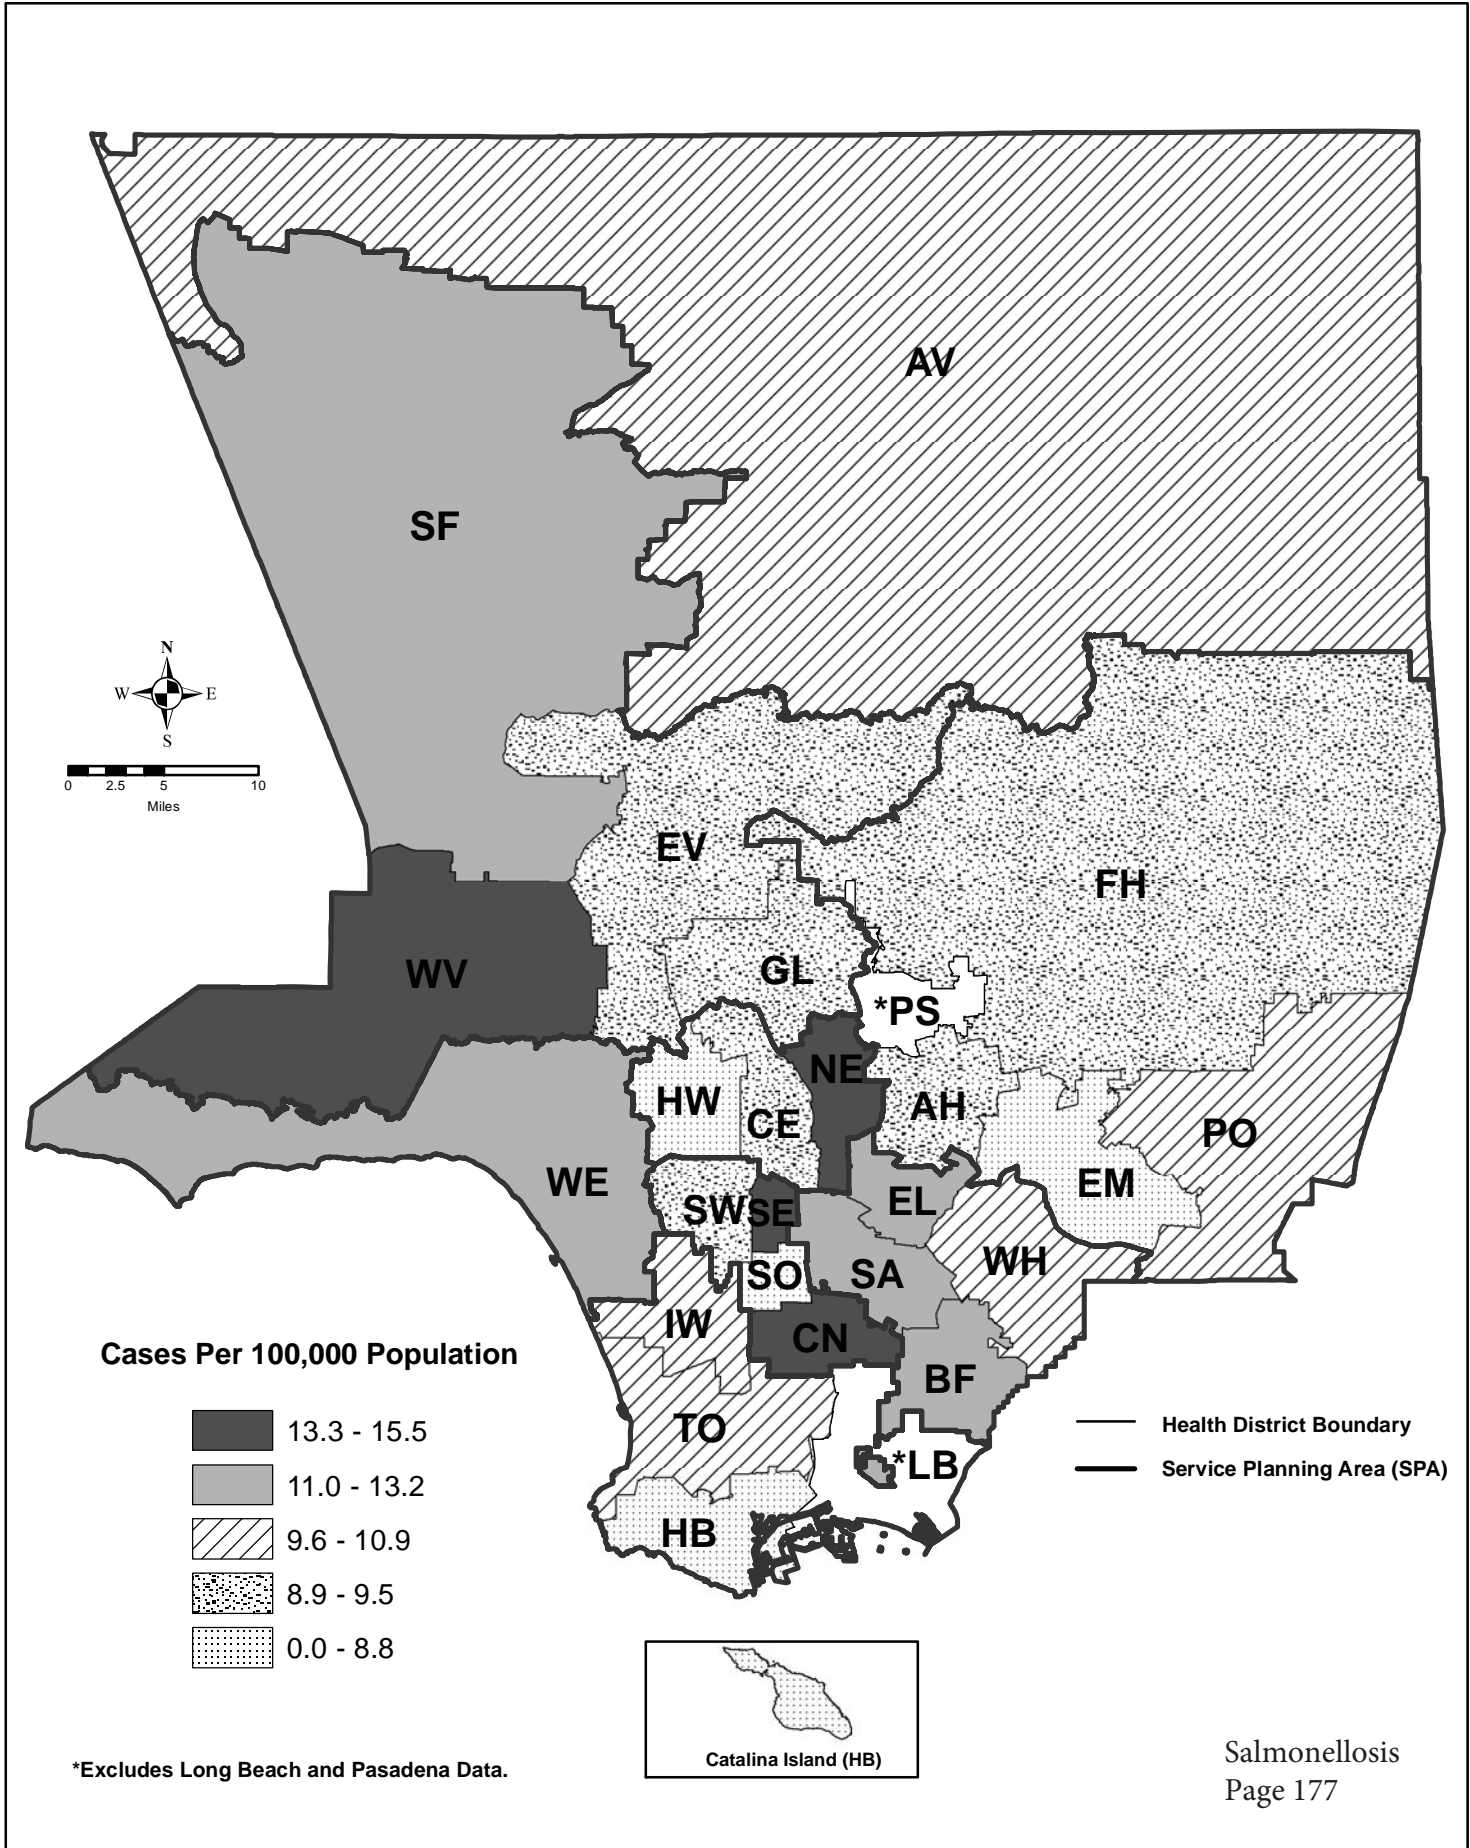 AV
SF
N
W E
S
0 2.5 5 10
Miles
EV
FH
WV
GL
*PS
NE
HW
AH
CE
PO
WE
EM
EL
SW
SE
WH
SO
SA
IW
CN
Cases Per 100,000 Population
BF
13.3 - 15.5
Health District Boundary
TO
*LB
Service Planning Area (SPA)
11.0 - 13.2
9.6 - 10.9
HB
8.9 - 9.5
0.0 - 8.8
Catalina Island (HB)
*Excludes Long Beach and Pasadena Data.
Salmonellosis
Page 177